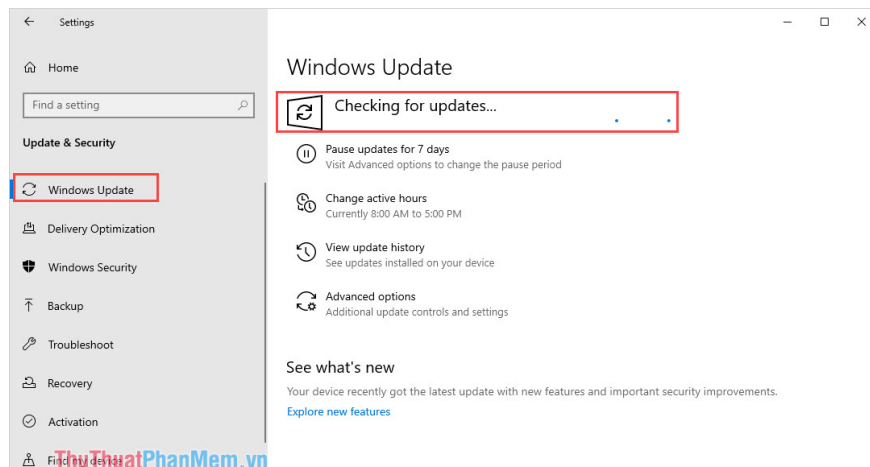 Settings
Home
Find a setting
Update & Security
Windows Update
Delivery Optimization
Windows Security
Backup
Troubleshoot
Recovery
Activation
Find my device
ThuThuatPhanMem.vn
Windows Update
Checking for updates...
Pause updates for 7 days
Visit Advanced options to change the pause period
Change active hours
Currently 8:00 AM to 5:00 PM
View update history
See updates installed on your device
Advanced options
Additional update controls and settings
See what's new
Your device recently got the latest update with new features and important security improvements.
Explore new features